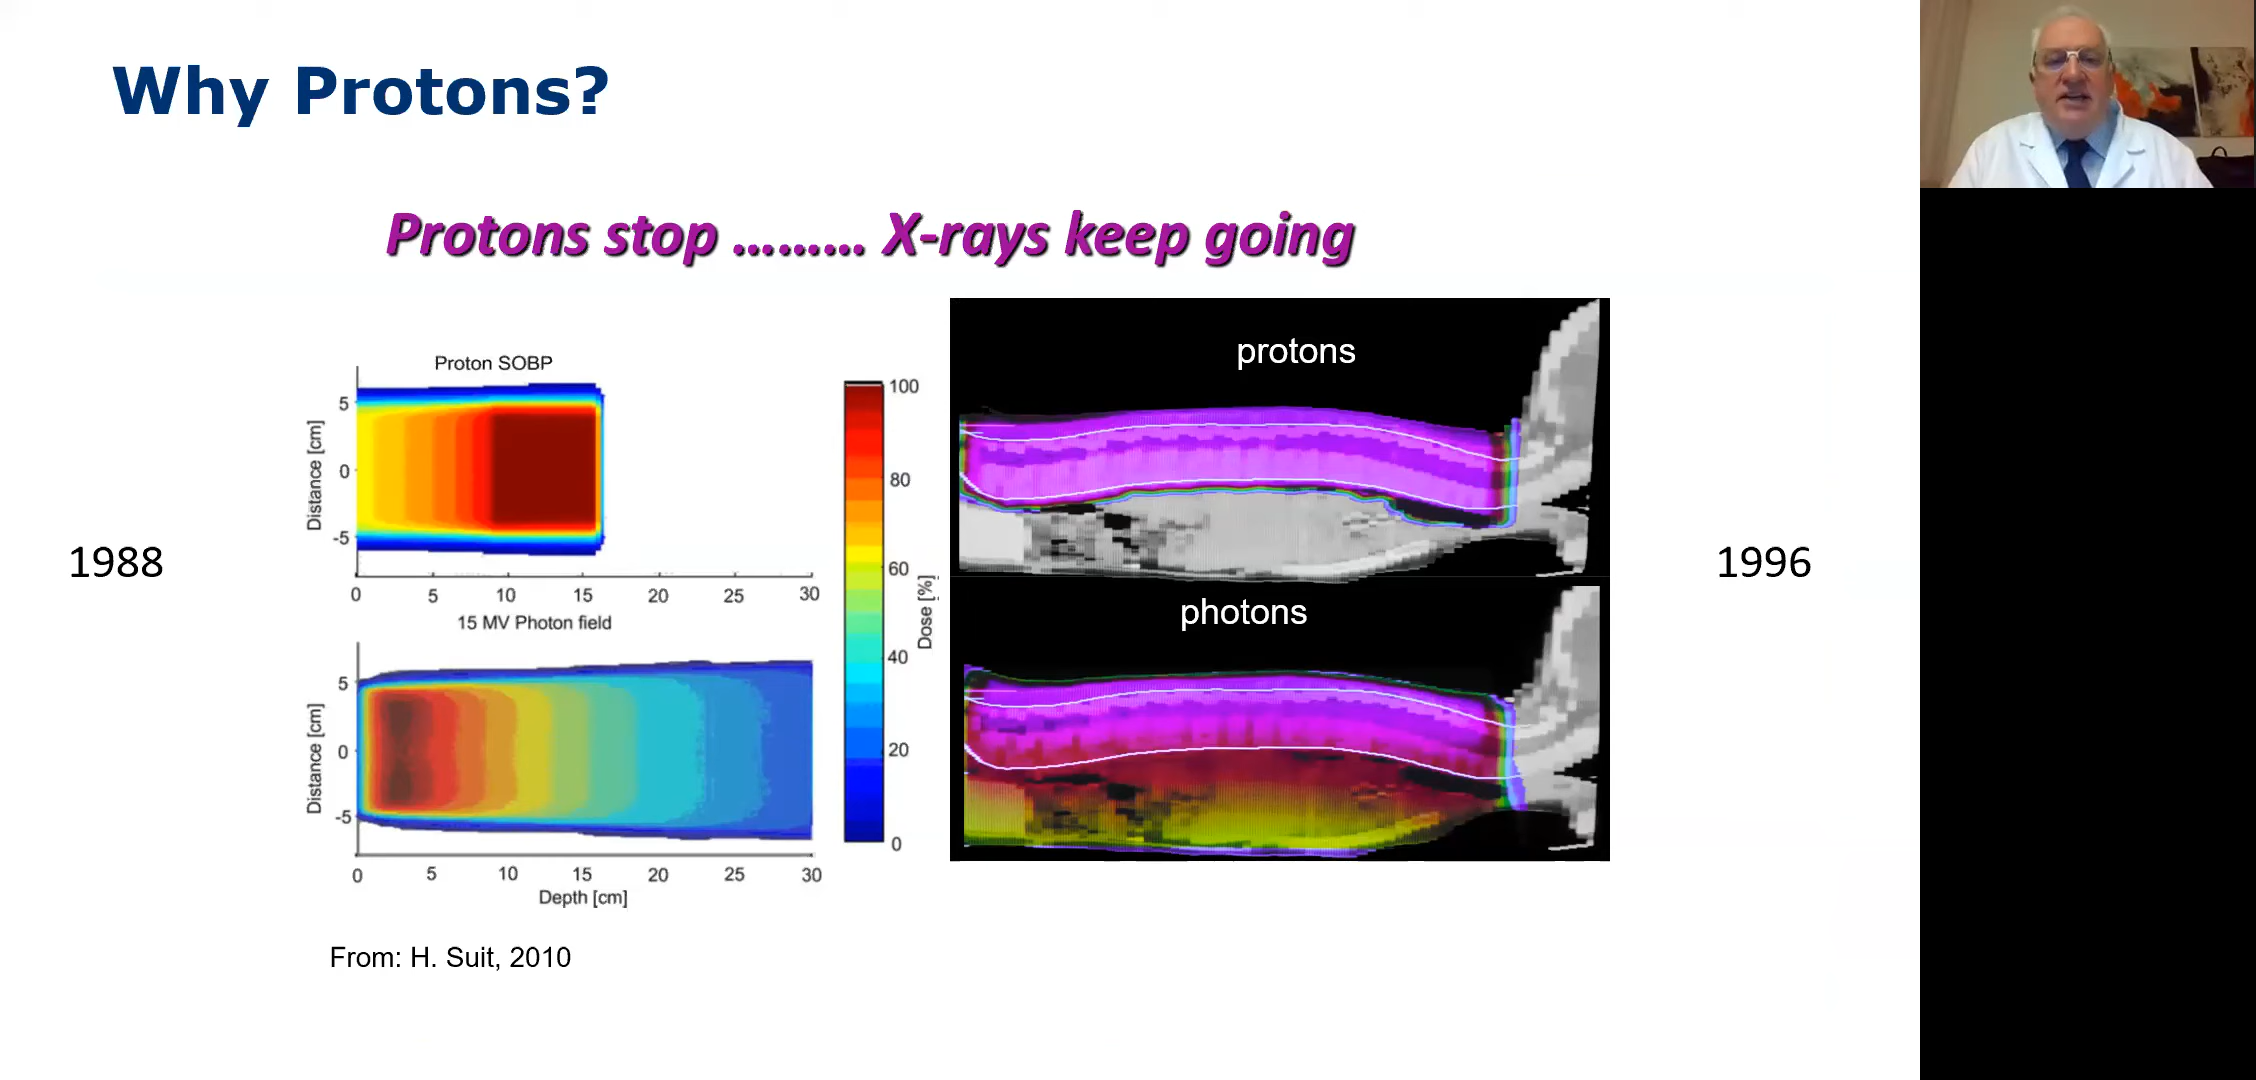 Why Protons?
Protons stop ......... X-rays keep going
1988
Proton SOBP
Distance [cm]
5
0
-5
0 5 10 15 20 25 30
15 MV Photon field
Distance [cm]
5
0
-5
0 5 10 15 20 25 30
Depth [cm]
100
80
60
40
20
0
Dose [%]
protons
photons
1996
From: H. Suit, 2010